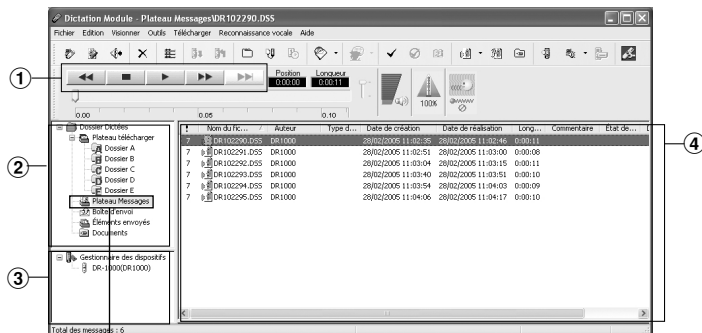 Dictation Module - Plateau Messages\DR102290.DSS
Fichier Edition Visionner Outils Télécharger Reconnaissance vocale Aide
Position Longueur
0:00:00 0:00:11
100%
0.00 0.05 0.10
1
2
3
4
Dossier Dictées
Plateau télécharger
Dossier A
Dossier B
Dossier C
Dossier D
Dossier E
Plateau Messages
Boîte d'envoi
Éléments envoyés
Documents
Gestionnaire des dispositifs
DR-1000(DR1000)
! Nom du fic... / Auteur Type d... Date de création Date de réalisation Long... Commentaire État de... D
7 DR102290.DSS DR1000 28/02/2005 11:02:35 28/02/2005 11:02:46 0:00:11
7 DR102291.DSS DR1000 28/02/2005 11:02:51 28/02/2005 11:03:00 0:00:08
7 DR102292.DSS DR1000 28/02/2005 11:03:04 28/02/2005 11:03:15 0:00:11
7 DR102293.DSS DR1000 28/02/2005 11:03:40 28/02/2005 11:03:51 0:00:10
7 DR102294.DSS DR1000 28/02/2005 11:03:54 28/02/2005 11:04:03 0:00:09
7 DR102295.DSS DR1000 28/02/2005 11:04:06 28/02/2005 11:04:17 0:00:10
Total des messages : 6